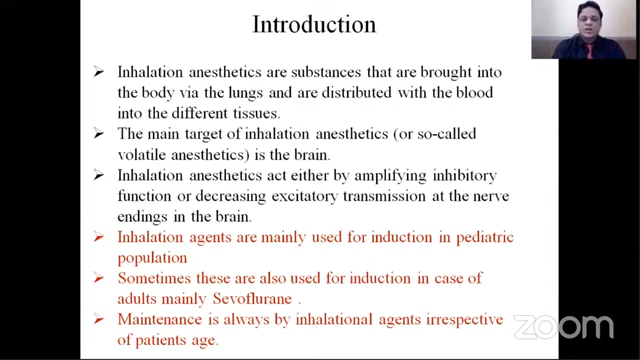 Introduction
➢ Inhalation anesthetics are substances that are brought into
the body via the lungs and are distributed with the blood
into the different tissues.
➢ The main target of inhalation anesthetics (or so-called
volatile anesthetics) is the brain.
➢ Inhalation anesthetics act either by amplifying inhibitory
function or decreasing excitatory transmission at the nerve
endings in the brain.
➢ Inhalation agents are mainly used for induction in pediatric
population
➢ Sometimes these are also used for induction in case of
adults mainly Sevoflurane .
➢ Maintenance is always by inhalational agents irrespective
of patients age.
zoom